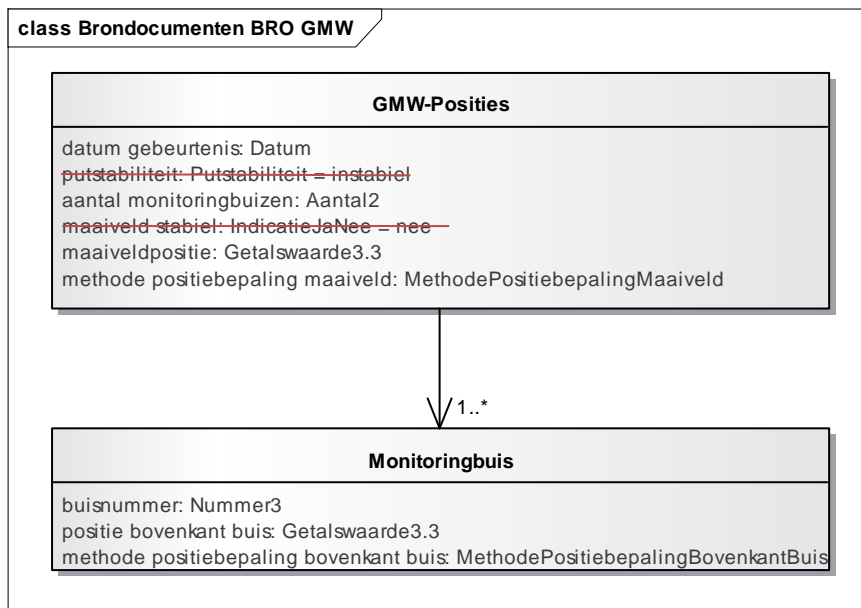 class Brondocumenten BRO GMW
GMW-Posities
datum gebeurtenis: Datum
putstabiliteit: Putstabiliteit = instabiel
aantal monitoringbuizen: Aantal2
maaiveld stabiel: IndicatieJaNee = nee
maaiveldpositie: Getalswaarde3.3
methode positiebepaling maaiveld: MethodePositiebepalingMaaiveld
1..*
Monitoringbuis
buisnummer: Nummer3
positie bovenkant buis: Getalswaarde3.3
methode positiebepaling bovenkant buis: MethodePositiebepalingBovenkantBuis